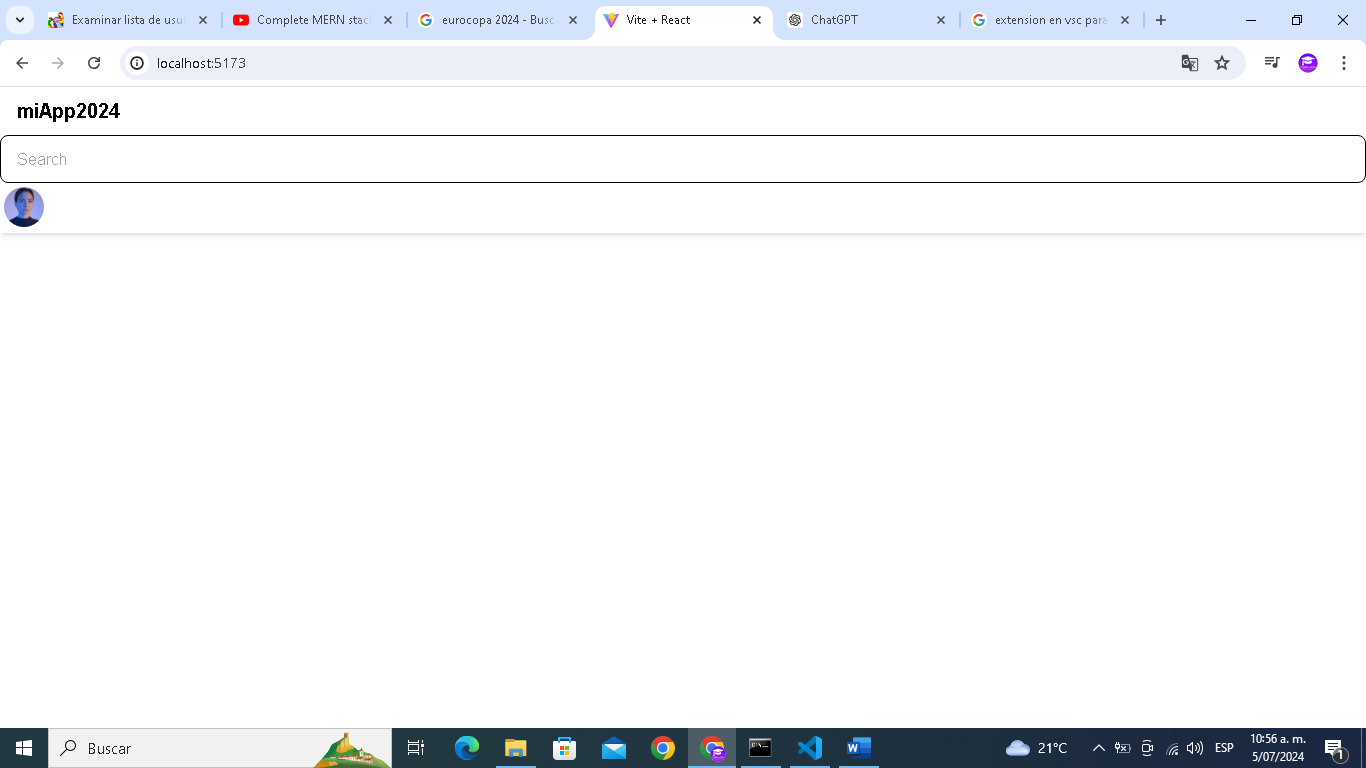 Examinar lista de usu
Complete MERN stac
eurocopa 2024 - Busc
Vite + React
ChatGPT
extension en vsc para
localhost:5173
miApp2024
Search
Buscar
21°C
ESP
10:56 a. m.
5/07/2024
1